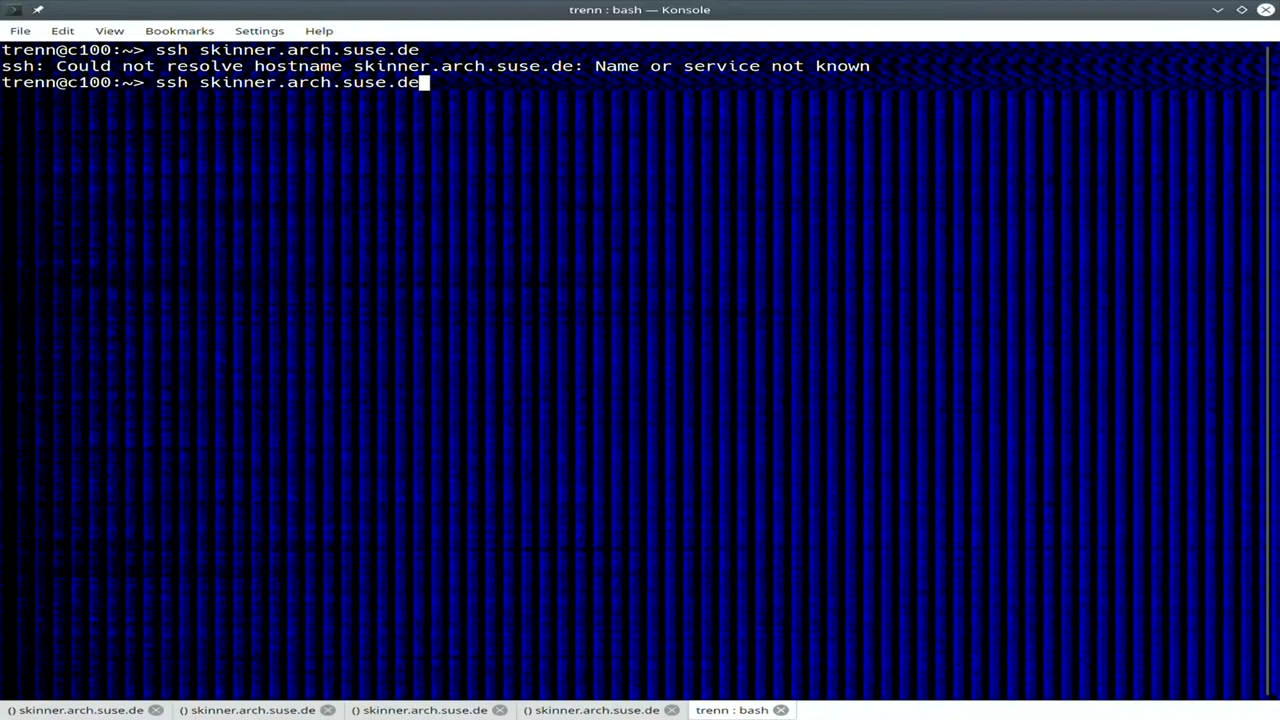 trenn : bash — Konsole
File Edit View Bookmarks Settings Help
trenn@c100:~> ssh skinner.arch.suse.de
ssh: Could not resolve hostname skinner.arch.suse.de: Name or service not known
trenn@c100:~> ssh skinner.arch.suse.de
() skinner.arch.suse.de () skinner.arch.suse.de () skinner.arch.suse.de () skinner.arch.suse.de trenn : bash